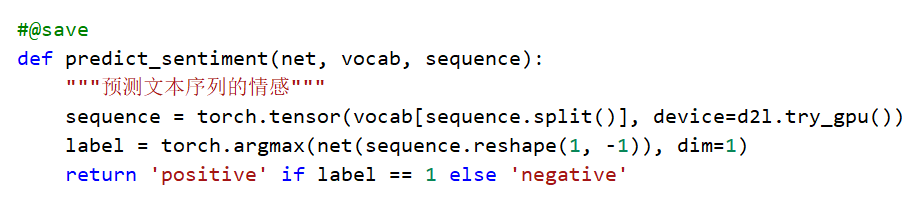 #@save
def predict_sentiment(net, vocab, sequence):
    """预测文本序列的情感"""
    sequence = torch.tensor(vocab[sequence.split()], device=d2l.try_gpu())
    label = torch.argmax(net(sequence.reshape(1, -1)), dim=1)
    return 'positive' if label == 1 else 'negative'